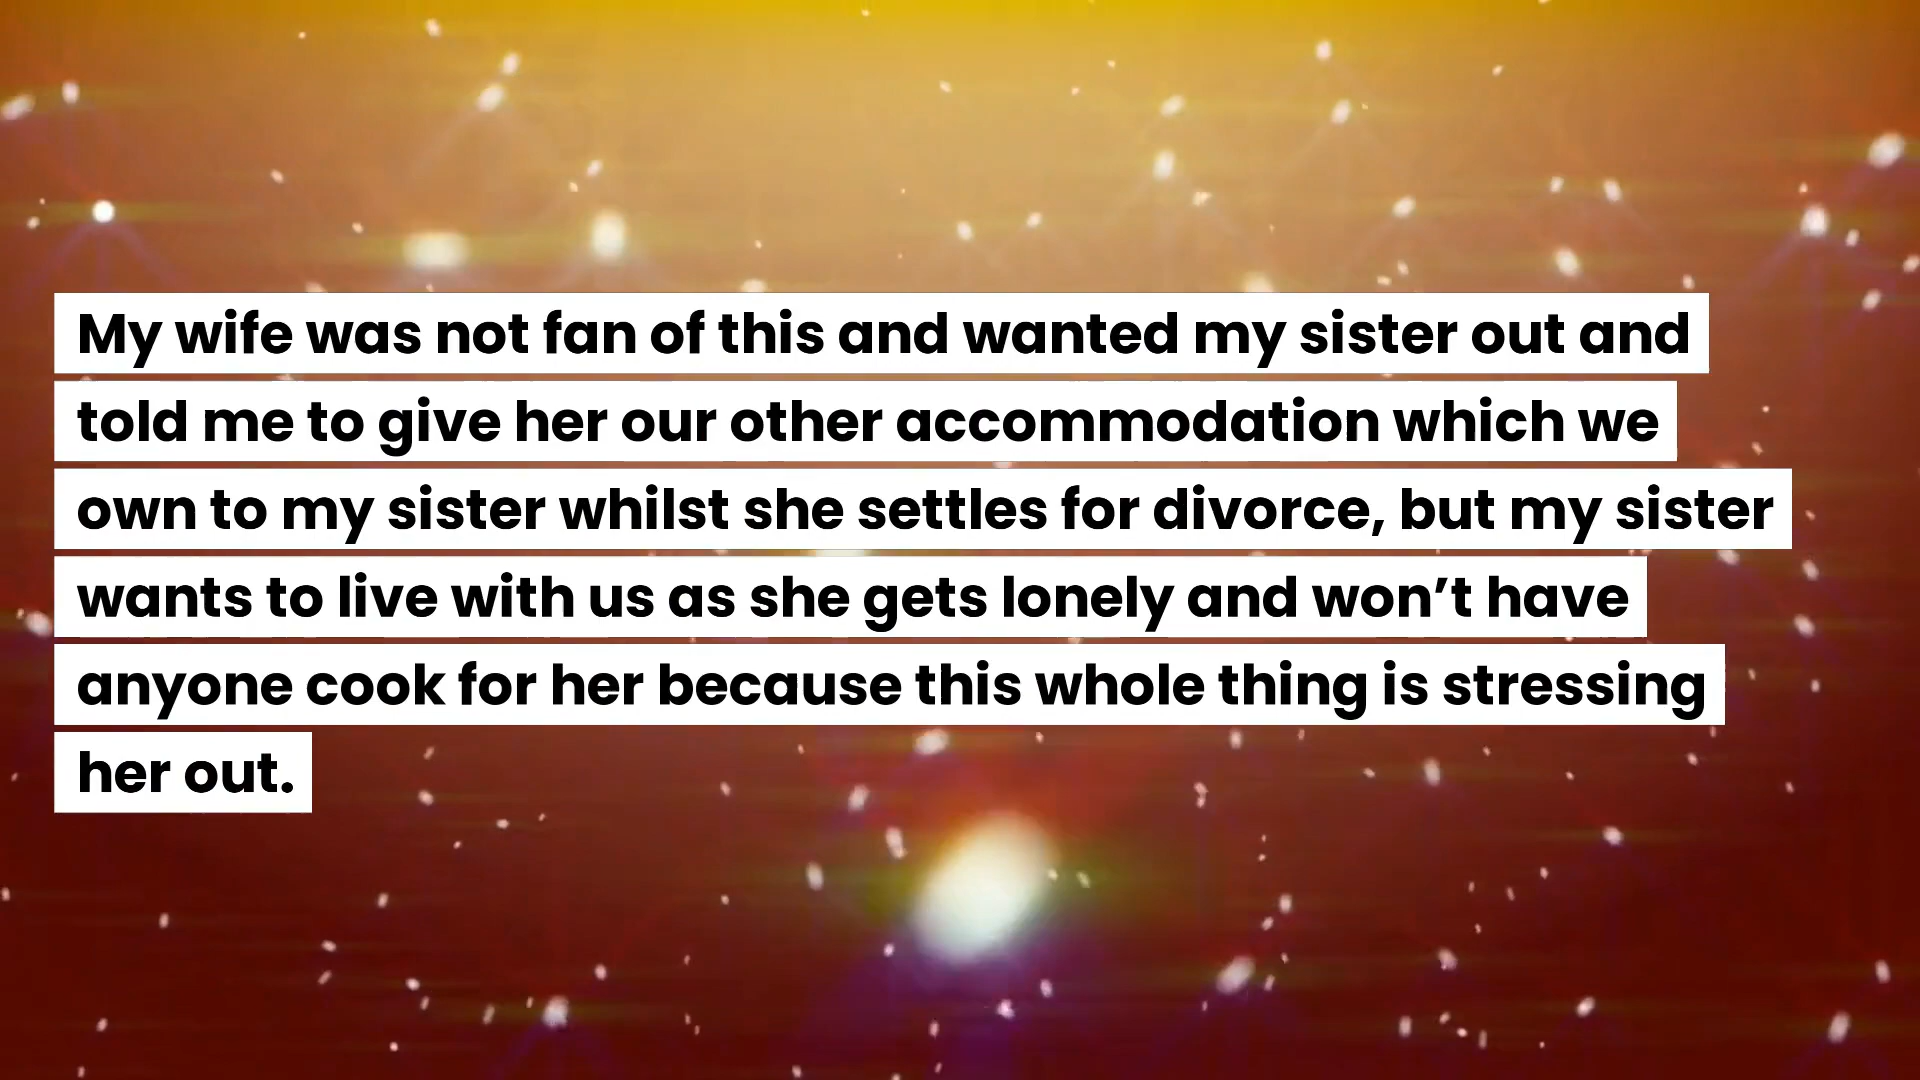 My wife was not fan of this and wanted my sister out and
told me to give her our other accommodation which we
own to my sister whilst she settles for divorce, but my sister
wants to live with us as she gets lonely and won’t have
anyone cook for her because this whole thing is stressing
her out.